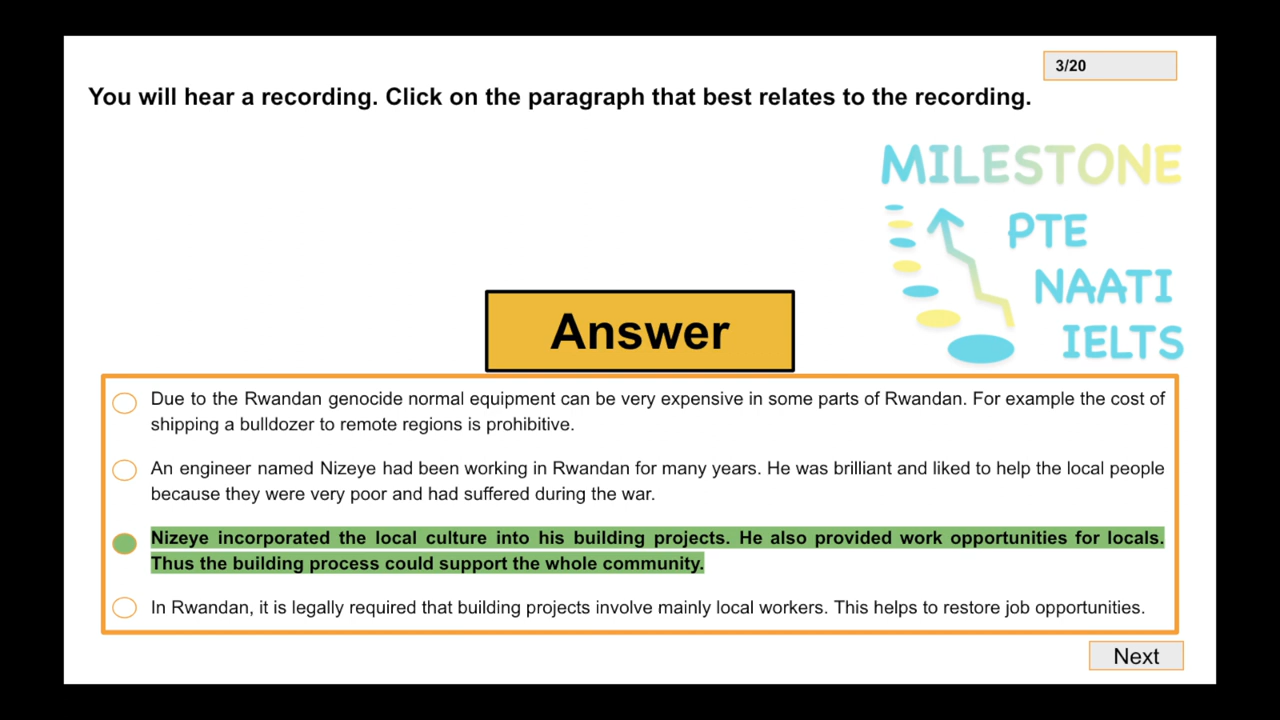 3/20
You will hear a recording. Click on the paragraph that best relates to the recording.
MILESTONE
PTE
NAATI
IELTS
Answer
Due to the Rwandan genocide normal equipment can be very expensive in some parts of Rwandan. For example the cost of
shipping a bulldozer to remote regions is prohibitive.
An engineer named Nizeye had been working in Rwandan for many years. He was brilliant and liked to help the local people
because they were very poor and had suffered during the war.
Nizeye incorporated the local culture into his building projects. He also provided work opportunities for locals.
Thus the building process could support the whole community.
In Rwandan, it is legally required that building projects involve mainly local workers. This helps to restore job opportunities.
Next